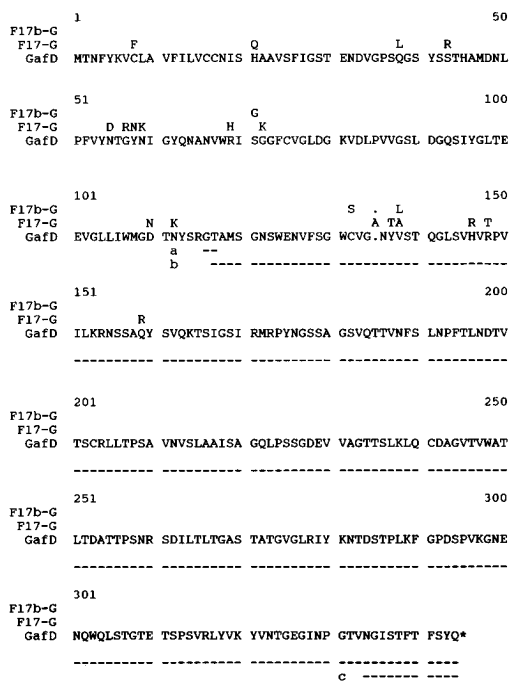 1 50
F17b-G
F17-G F Q L R
GafD MTNFYKVCLA VFILVCCNIS HAAVSFIGST ENDVGPSQGS YSSTHAMDNL
51 100
F17b-G G
F17-G D RNK H K
GafD PFVYNTGYNI GYQNANVWRI SGGFCVGLDG KVDLPVVGSL DGQSIYGLTE
101 150
F17b-G S . L
F17-G N K A TA R T
GafD EVGLLIWMGD TNYSRGTAMS GNSWENVFSG WCVG.NYVST QGLSVHVRPV
a --
b ---- ---------- ---------- ---------- ----------
151 200
F17b-G
F17-G R
GafD ILKRNSSAQY SVQKTSIGSI RMRPYNGSSA GSVQTTVNFS LNPFTLNDTV
---------- ---------- ---------- ---------- ----------
201 250
F17b-G
F17-G
GafD TSCRLLTPSA VNVSLAAISA GQLPSSGDEV VAGTTSLKLQ CDAGVTVWAT
---------- ---------- ---------- ---------- ----------
251 300
F17b-G
F17-G
GafD LTDATTPSNR SDILTLTGAS TATGVGLRIY KNTDSTPLKF GPDSPVKGNE
---------- ---------- ---------- ---------- ----------
301
F17b-G
F17-G
GafD NQWQLSTGTE TSPSVRLYVK YVNTGEGINP GTVNGISTFT FSYQ*
---------- ---------- ---------- ---------- -----
c ------- -----